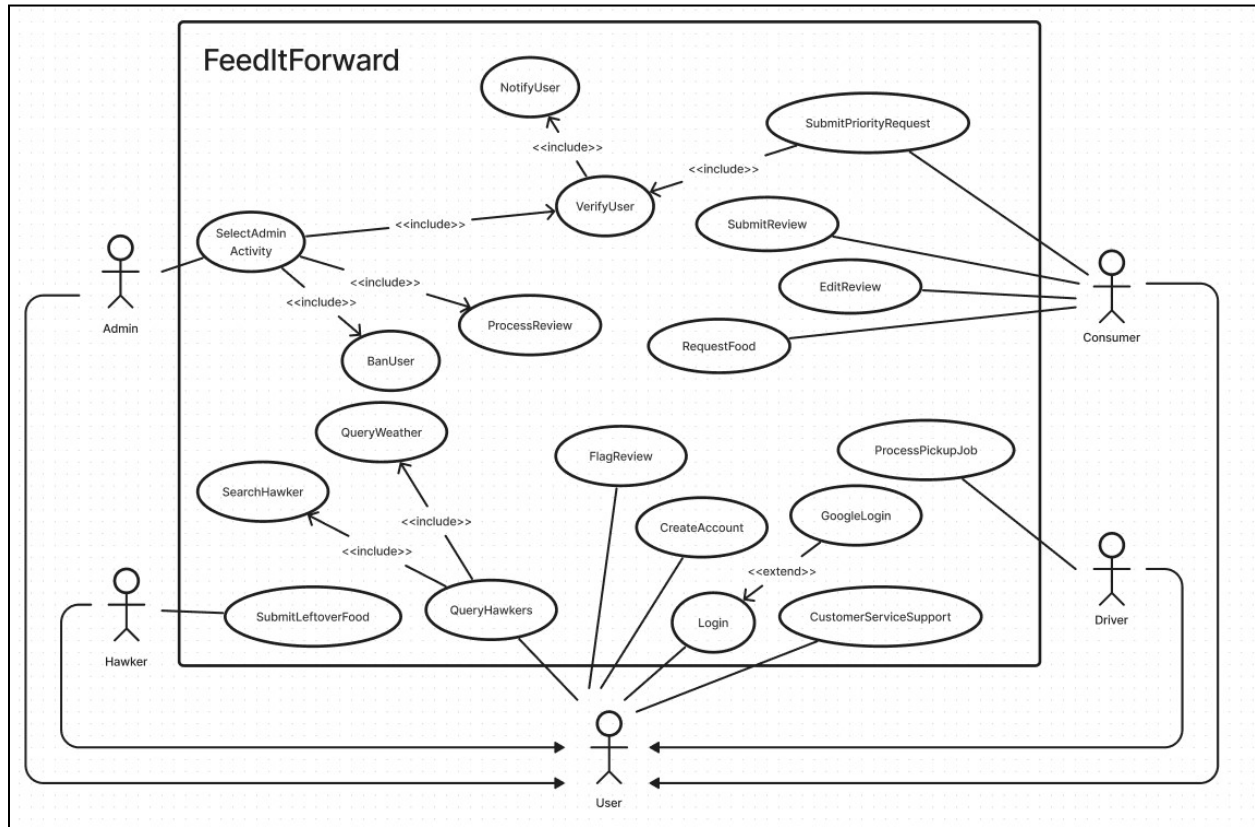 FeedItForward
NotifyUser
SubmitPriorityRequest
<<include>>
<<include>>
VerifyUser
<<include>>
SelectAdmin
Activity
SubmitReview
<<include>>
<<include>>
EditReview
Admin
ProcessReview
Consumer
BanUser
RequestFood
QueryWeather
FlagReview
ProcessPickupJob
SearchHawker
GoogleLogin
<<include>>
CreateAccount
<<include>>
<<extend>>
QueryHawkers
SubmitLeftoverFood
Login
CustomerServiceSupport
Driver
Hawker
User